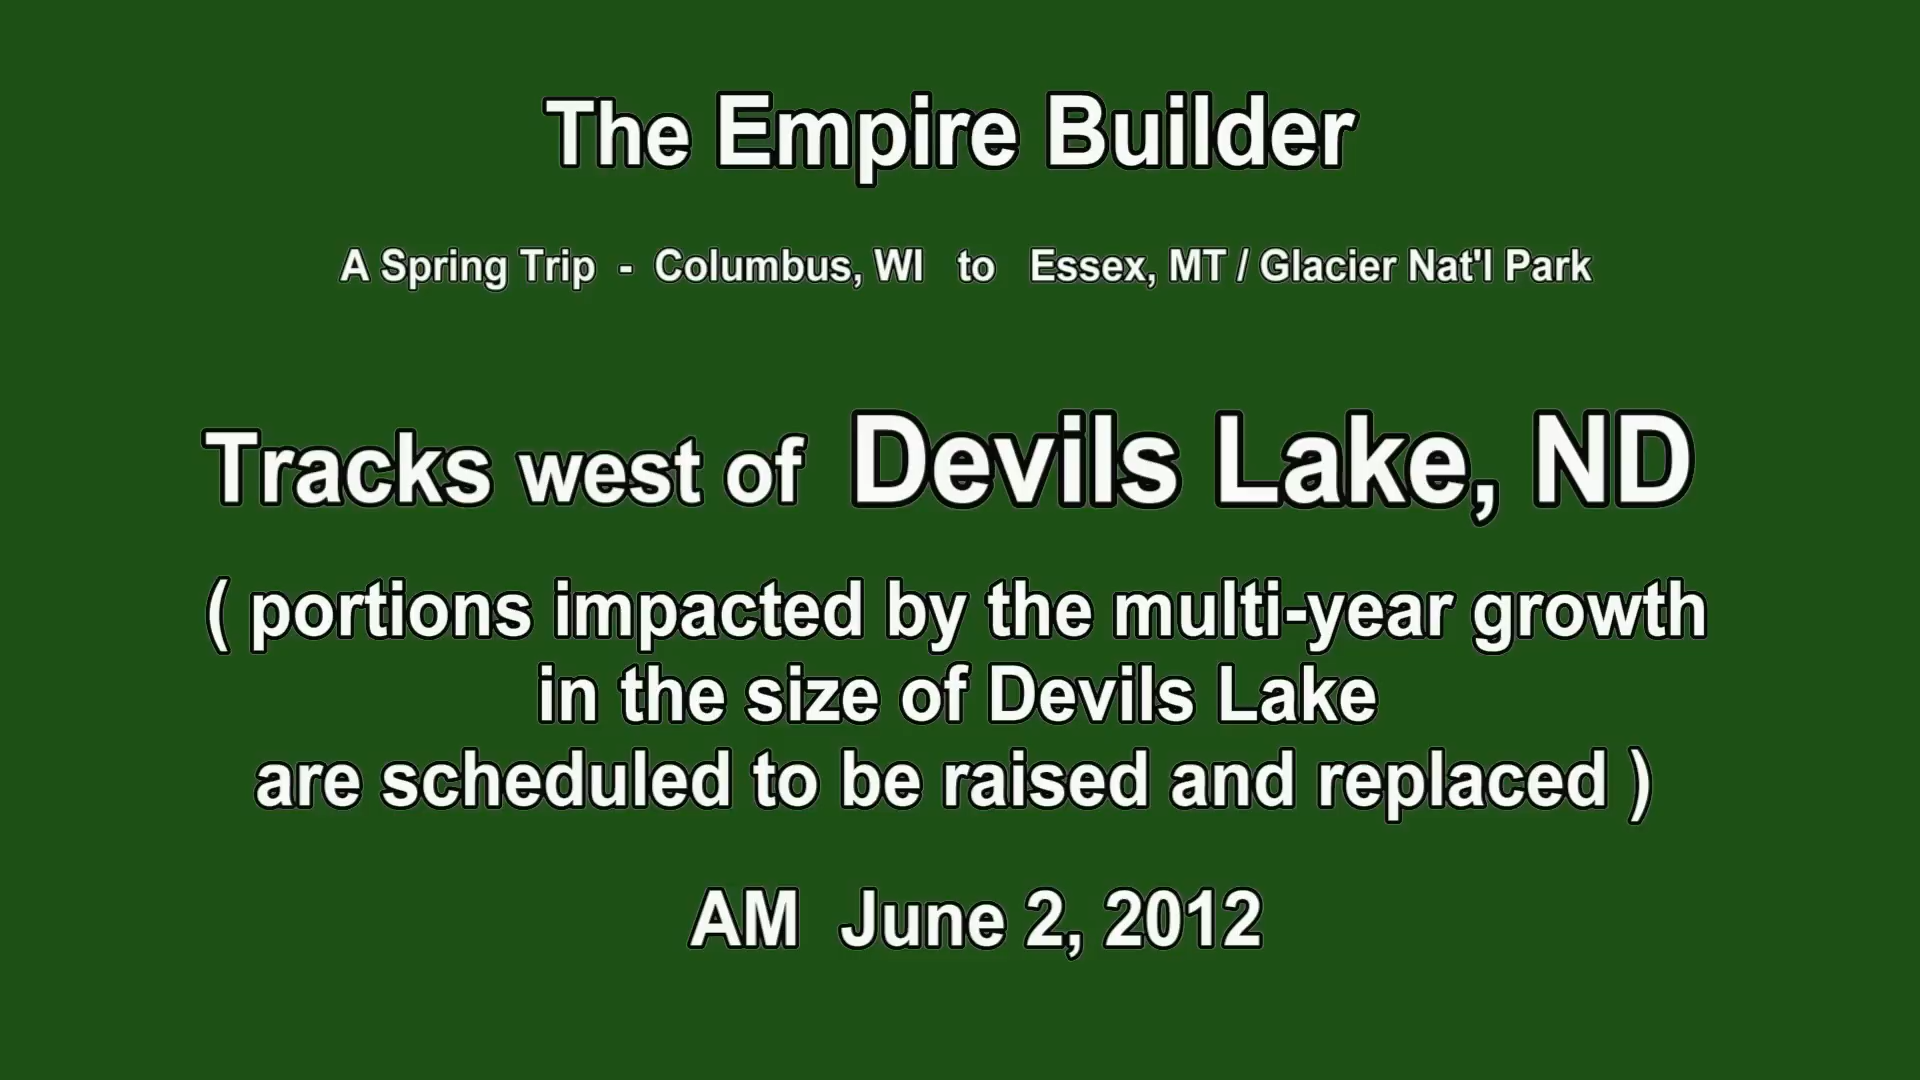 The Empire Builder
A Spring Trip - Columbus, WI to Essex, MT / Glacier Nat'l Park
Tracks west of Devils Lake, ND
( portions impacted by the multi-year growth
in the size of Devils Lake
are scheduled to be raised and replaced )
AM June 2, 2012